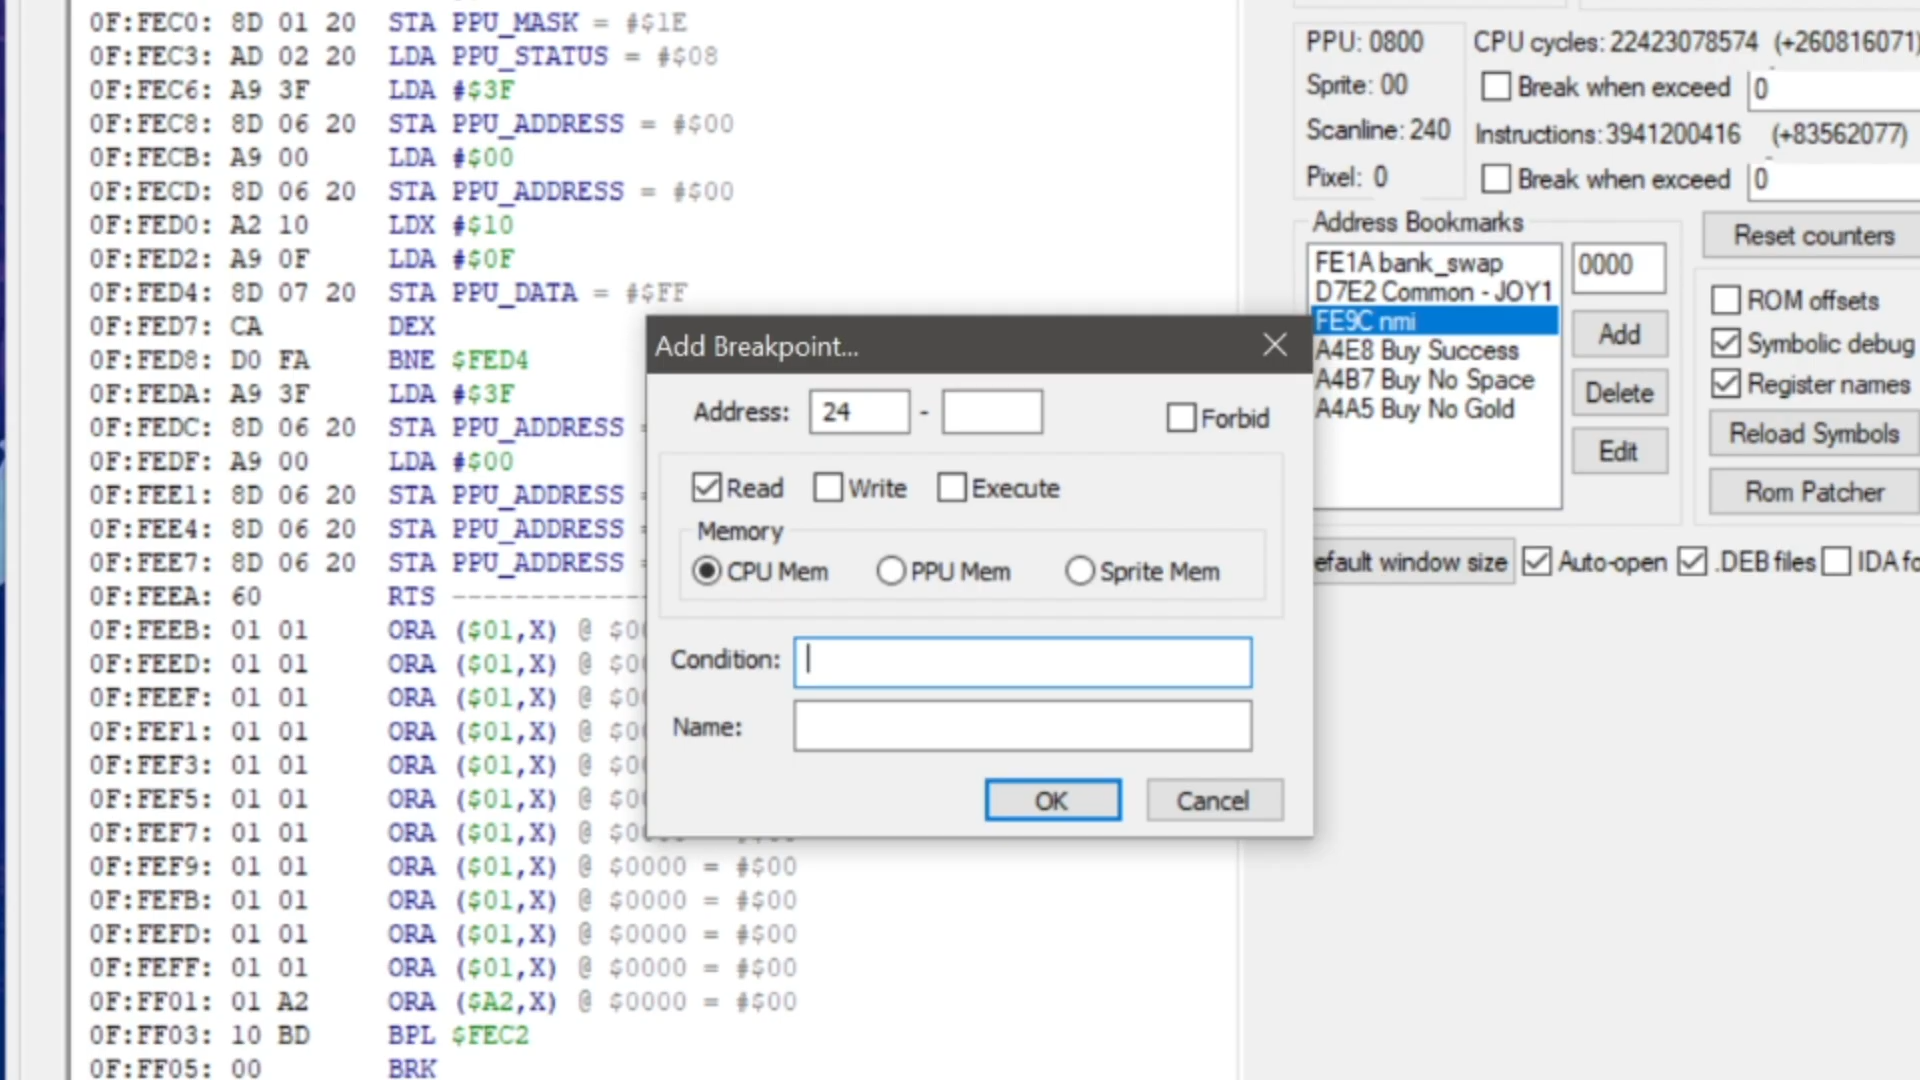 0F:FEC0: 8D 01 20 STA PPU_MASK = #$1E
0F:FEC3: AD 02 20 LDA PPU_STATUS = #$08
0F:FEC6: A9 3F LDA #$3F
0F:FEC8: 8D 06 20 STA PPU_ADDRESS = #$00
0F:FECB: A9 00 LDA #$00
0F:FECD: 8D 06 20 STA PPU_ADDRESS = #$00
0F:FED0: A2 10 LDX #$10
0F:FED2: A9 0F LDA #$0F
0F:FED4: 8D 07 20 STA PPU_DATA = #$FF
0F:FED7: CA DEX
0F:FED8: D0 FA BNE $FED4
0F:FEDA: A9 3F LDA #$3F
0F:FEDC: 8D 06 20 STA PPU_ADDRESS
0F:FEDF: A9 00 LDA #$00
0F:FEE1: 8D 06 20 STA PPU_ADDRESS
0F:FEE4: 8D 06 20 STA PPU_ADDRESS
0F:FEE7: 8D 06 20 STA PPU_ADDRESS
0F:FEEA: 60 RTS -------------
0F:FEEB: 01 01 ORA ($01,X) @ $0
0F:FEED: 01 01 ORA ($01,X) @ $0
0F:FEEF: 01 01 ORA ($01,X) @ $0
0F:FEF1: 01 01 ORA ($01,X) @ $0
0F:FEF3: 01 01 ORA ($01,X) @ $0
0F:FEF5: 01 01 ORA ($01,X) @ $0
0F:FEF7: 01 01 ORA ($01,X) @ $0
0F:FEF9: 01 01 ORA ($01,X) @ $0000 = #$00
0F:FEFB: 01 01 ORA ($01,X) @ $0000 = #$00
0F:FEFD: 01 01 ORA ($01,X) @ $0000 = #$00
0F:FEFF: 01 01 ORA ($01,X) @ $0000 = #$00
0F:FF01: 01 A2 ORA ($A2,X) @ $0000 = #$00
0F:FF03: 10 BD BPL $FEC2
0F:FF05: 00 BRK
Add Breakpoint...
Address: 24 -
Forbid
Read Write Execute
Memory
CPU Mem PPU Mem Sprite Mem
Condition:
Name:
OK Cancel
PPU: 0800
Sprite: 00
Scanline: 240
Pixel: 0
CPU cycles: 22423078574 (+260816071)
Break when exceed 0
Instructions: 3941200416 (+83562077)
Break when exceed 0
Address Bookmarks
FE1A bank_swap
D7E2 Common - JOY1
FE9C nmi
A4E8 Buy Success
A4B7 Buy No Space
A4A5 Buy No Gold
0000
Add
Delete
Edit
Reset counters
ROM offsets
Symbolic debug
Register names
Reload Symbols
Rom Patcher
efault window size Auto-open .DEB files IDA fo